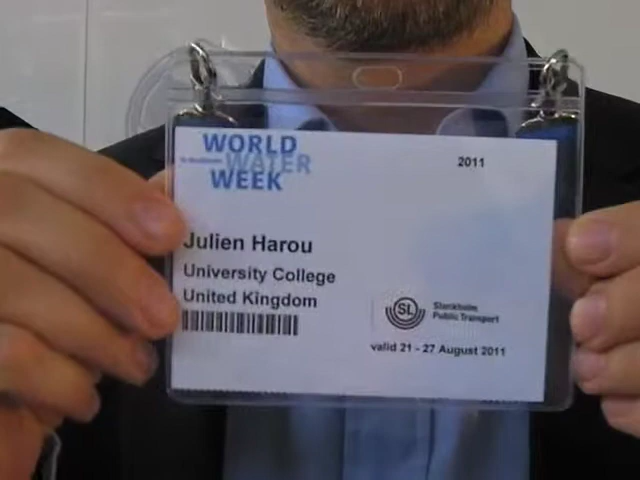 WORLD
WATER
WEEK
2011
Julien Harou
University College
United Kingdom
SL
Stockholm
Public Transport
valid 21 - 27 August 2011